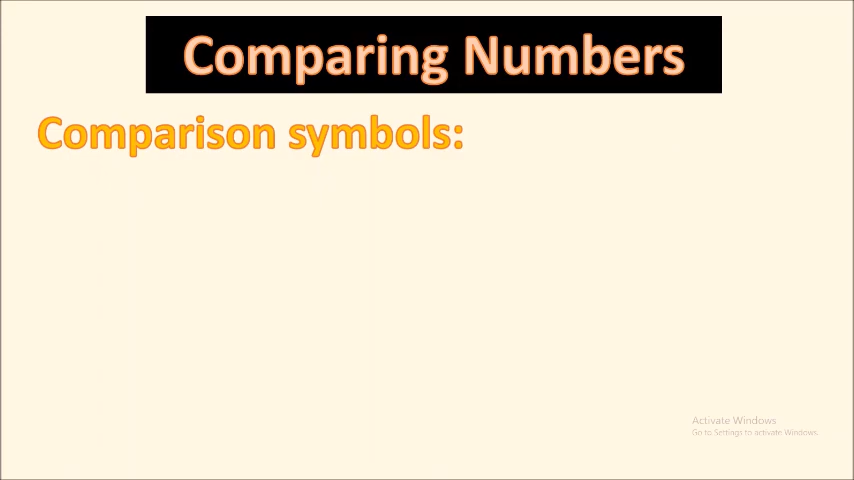 Comparing Numbers
Comparison symbols:
Activate Windows
Go to Settings to activate Windows.